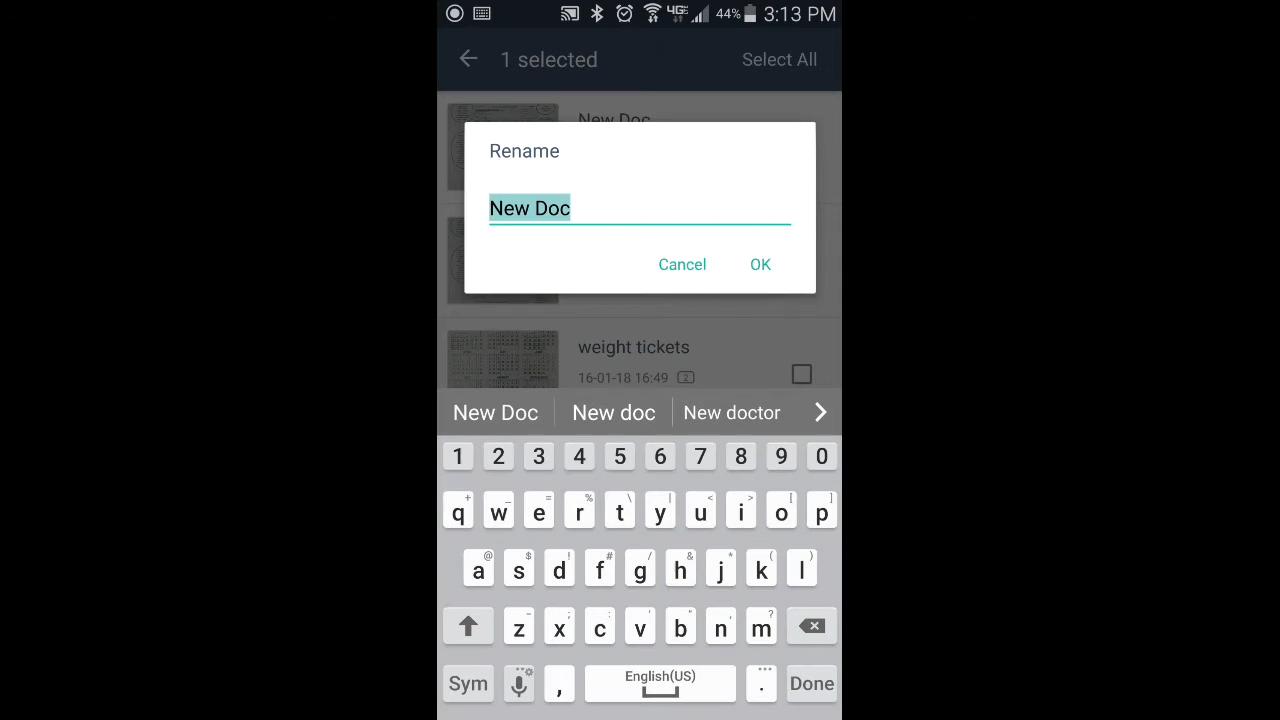 4G 44% 3:13 PM
1 selected Select All
New Doc
Rename
New Doc
Cancel OK
weight tickets
16-01-18 16:49 2
New Doc New doc New doctor
1 2 3 4 5 6 7 8 9 0
+ _ = % \ | < > [ ]
q w e r t y u i o p
@ $ ! # / & * ( )
a s d f g h j k l
- ; : ' " , ?
z x c v b n m
Sym , English(US) . Done